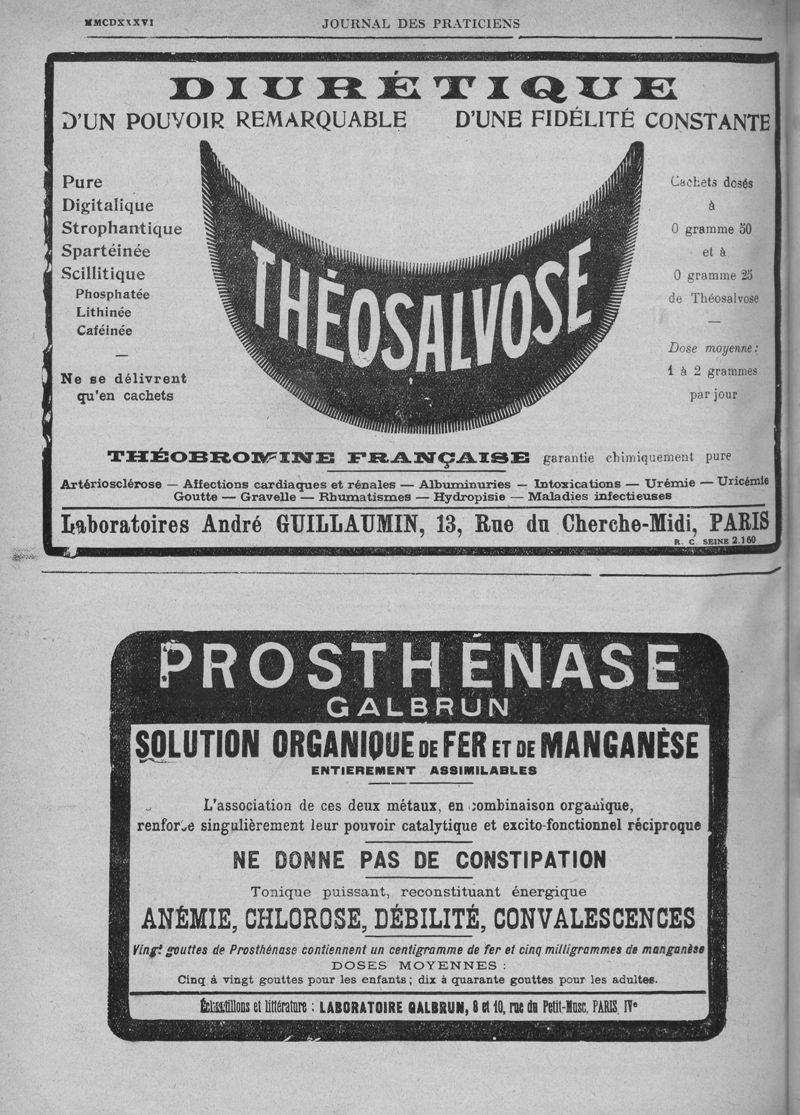 MMCDXXXVI
JOURNAL DES PRATICIENS
DIURÉTIQUE
D'UN POUVOIR REMARQUABLE D'UNE FIDÉLITÉ CONSTANTE
Pure
Digitalique
Strophantique
Spartéinée
Scillitique
Phosphatée
Lithinée
Caféinée
—
Ne se délivrent
qu'en cachets
THÉOSALVOSE
Cachets dosés
à
0 gramme 50
et à
0 gramme 25
de Théosalvose
—
Dose moyenne :
1 à 2 grammes
par jour
THÉOBROMINE FRANÇAISE garantie chimiquement pure
Artériosclérose — Affections cardiaques et rénales — Albuminuries — Intoxications — Urémie — Uricémie
Goutte — Gravelle — Rhumatismes — Hydropisie — Maladies infectieuses
Laboratoires André GUILLAUMIN, 13, Rue du Cherche-Midi, PARIS
R. C. SEINE 2.160
PROSTHÉNASE
GALBRUN
SOLUTION ORGANIQUE DE FER ET DE MANGANÈSE
ENTIEREMENT ASSIMILABLES
L'association de ces deux métaux, en combinaison organique,
renforce singulièrement leur pouvoir catalytique et excito-fonctionnel réciproque
NE DONNE PAS DE CONSTIPATION
Tonique puissant, reconstituant énergique
ANÉMIE, CHLOROSE, DÉBILITÉ, CONVALESCENCES
Vingt gouttes de Prosthénase contiennent un centigramme de fer et cinq milligrammes de manganèse
DOSES MOYENNES :
Cinq à vingt gouttes pour les enfants ; dix à quarante gouttes pour les adultes.
Échantillons et littérature : LABORATOIRE GALBRUN, 8 et 10, rue du Petit-Musc, PARIS, IVe